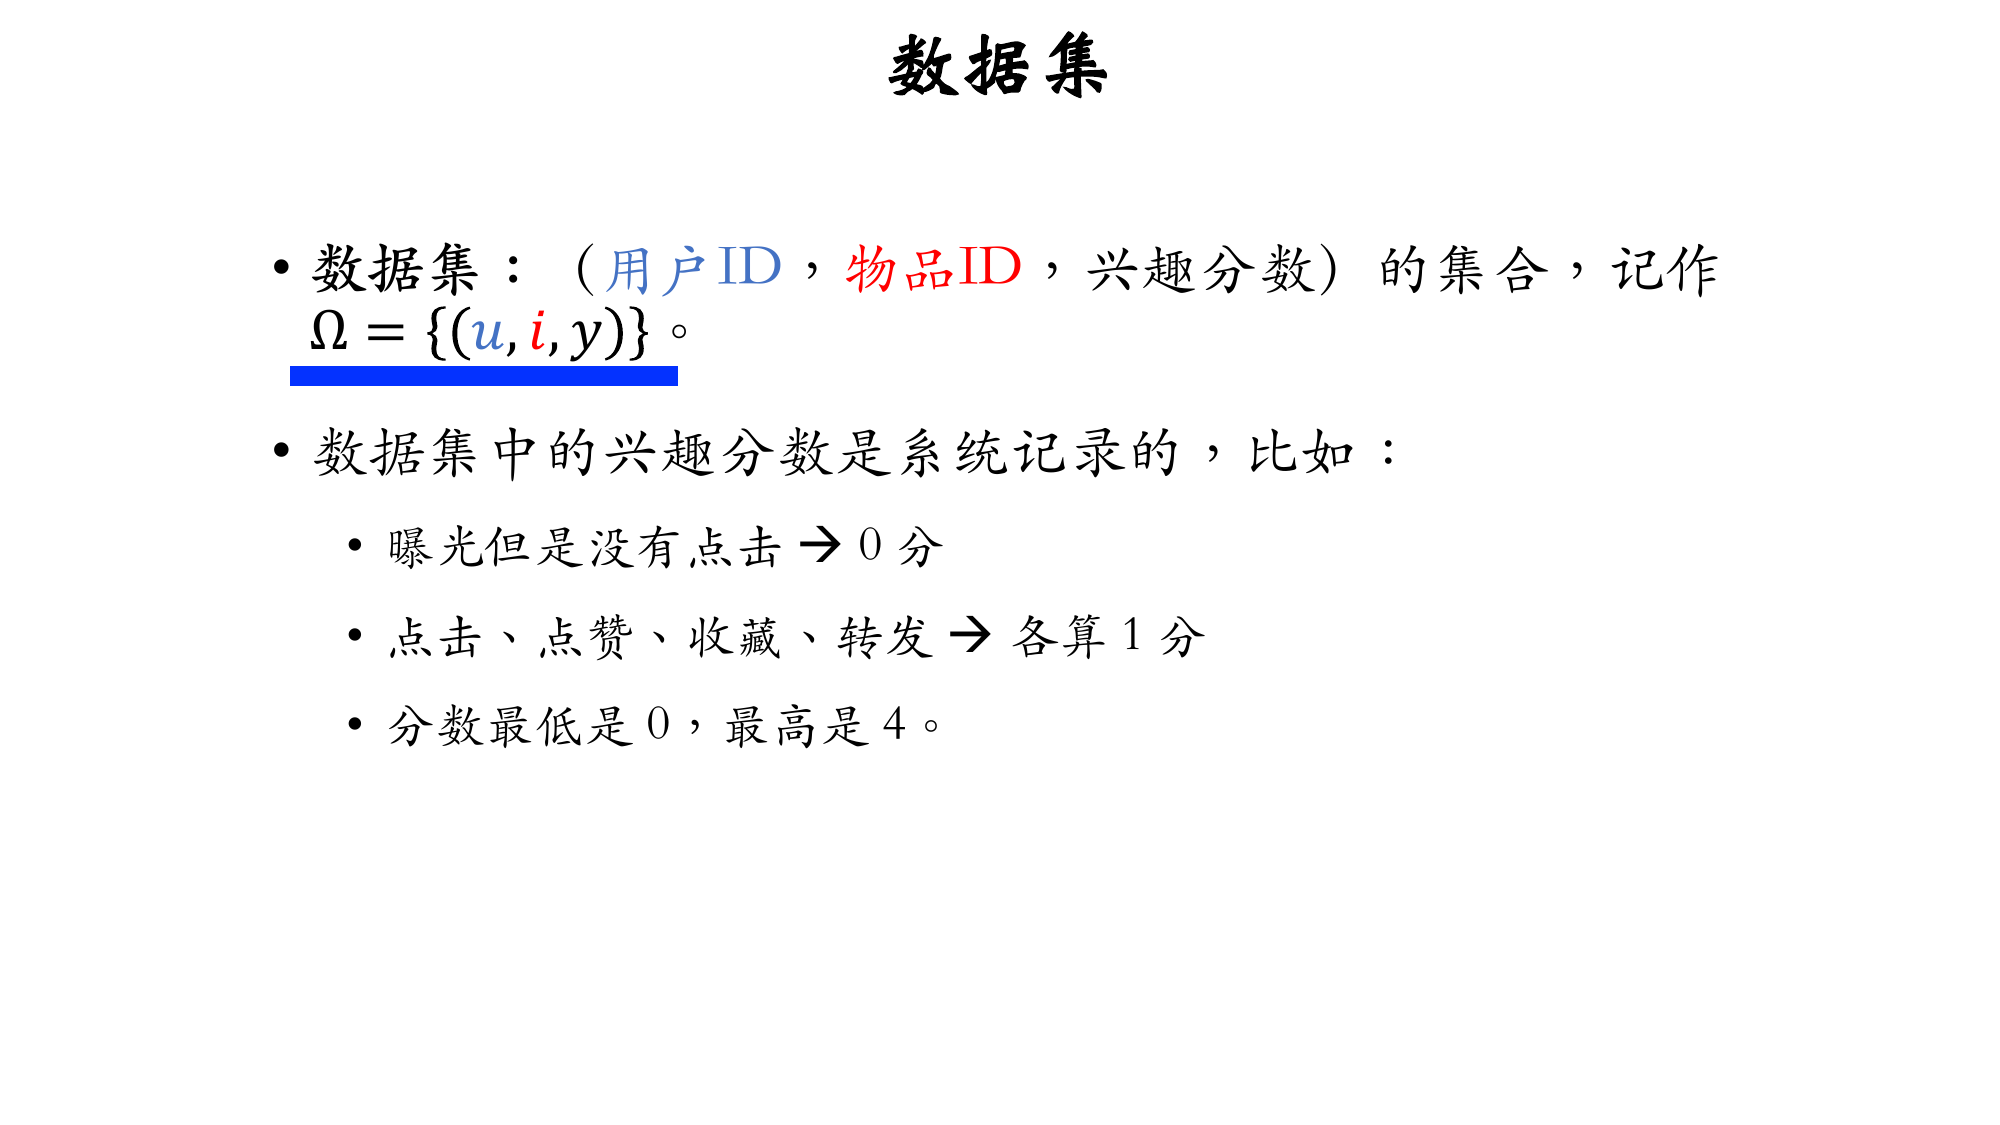 数据集
• 数据集：（用户ID，物品ID，兴趣分数）的集合，记作
Ω = {(u, i, y)}。
• 数据集中的兴趣分数是系统记录的，比如：
• 曝光但是没有点击 → 0 分
• 点击、点赞、收藏、转发 → 各算 1 分
• 分数最低是 0，最高是 4。